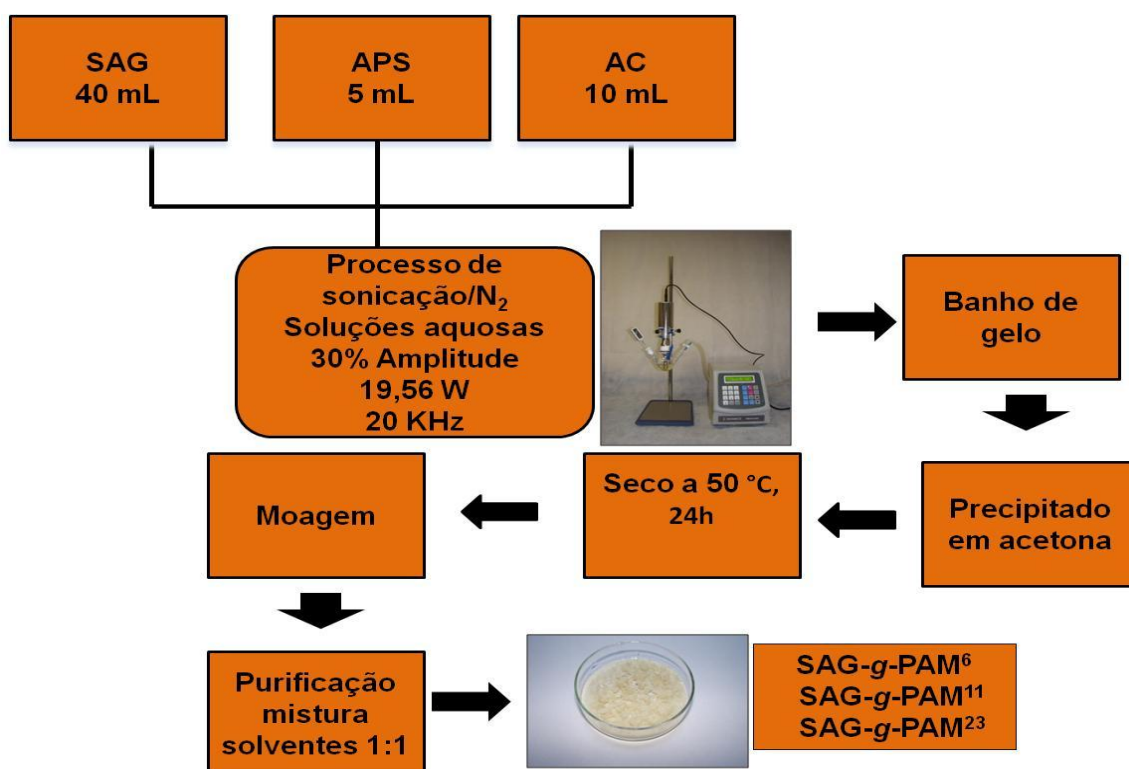 SAG
40 mL
APS
5 mL
AC
10 mL
Processo de
sonicação/N₂
Soluções aquosas
30% Amplitude
19,56 W
20 KHz
Banho de
gelo
Precipitado
em acetona
Seco a 50 °C,
24h
Moagem
Purificação
mistura
solventes 1:1
SAG-g-PAM⁶
SAG-g-PAM¹¹
SAG-g-PAM²³